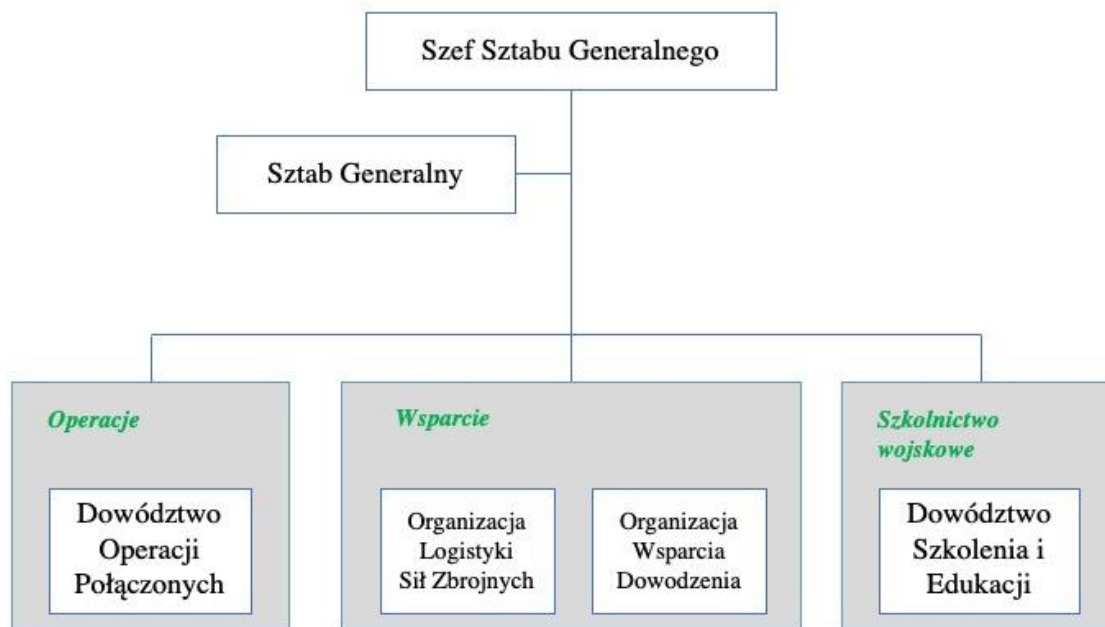 Szef Sztabu Generalnego
Sztab Generalny
Operacje
Dowództwo
Operacji
Połączonych
Wsparcie
Organizacja
Logistyki
Sił Zbrojnych
Organizacja
Wsparcia
Dowodzenia
Szkolnictwo
wojskowe
Dowództwo
Szkolenia i
Edukacji